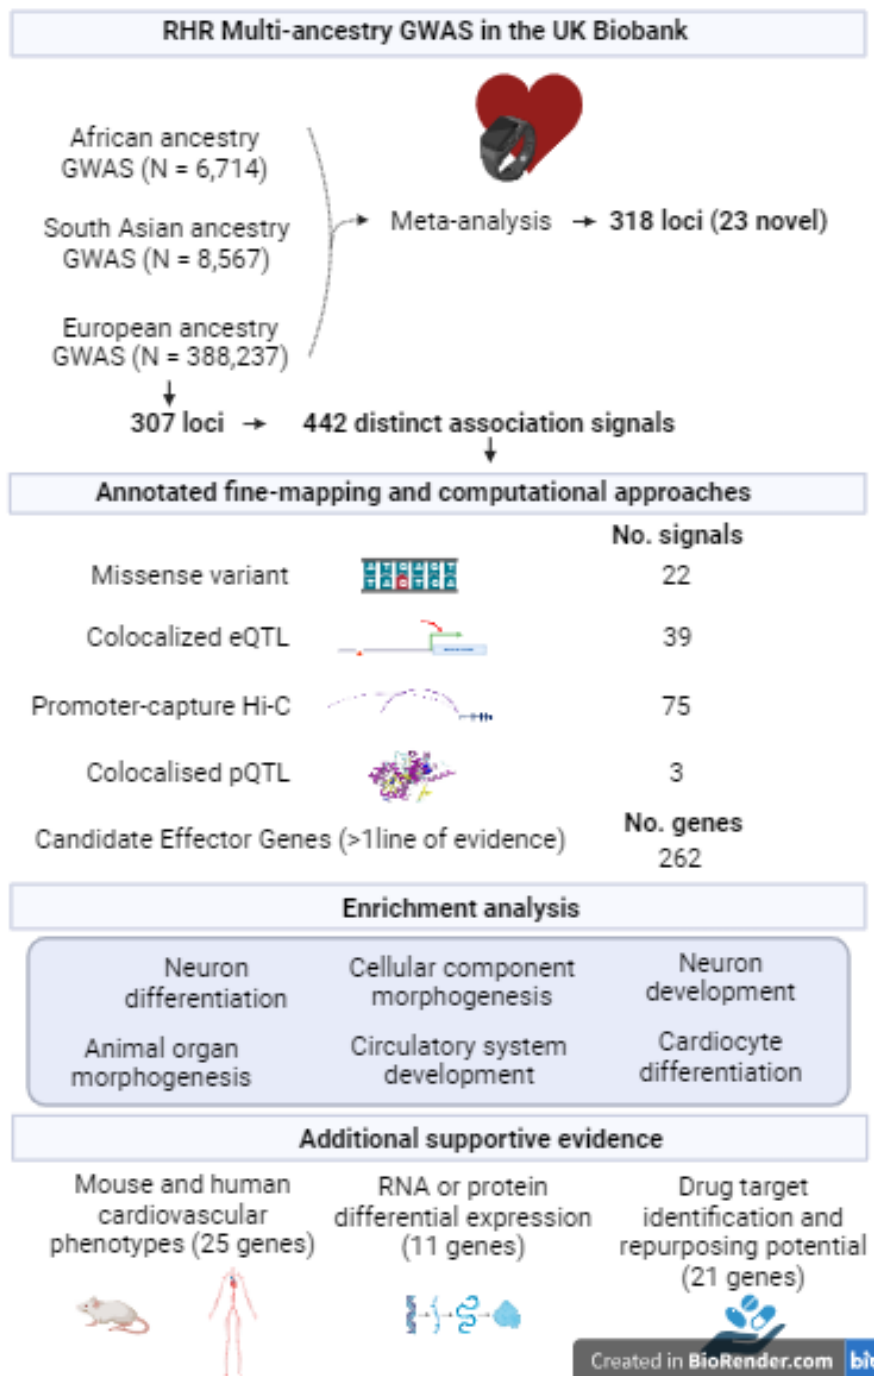 RHR Multi-ancestry GWAS in the UK Biobank
African ancestry
GWAS (N = 6,714)
South Asian ancestry
GWAS (N = 8,567)
European ancestry
GWAS (N = 388,237)
Meta-analysis → 318 loci (23 novel)
307 loci → 442 distinct association signals
Annotated fine-mapping and computational approaches
No. signals
Missense variant 22
Colocalized eQTL 39
Promoter-capture Hi-C 75
Colocalised pQTL 3
Candidate Effector Genes (>1line of evidence)
No. genes
262
Enrichment analysis
Neuron
differentiation
Cellular component
morphogenesis
Neuron
development
Animal organ
morphogenesis
Circulatory system
development
Cardiocyte
differentiation
Additional supportive evidence
Mouse and human
cardiovascular
phenotypes (25 genes)
RNA or protein
differential expression
(11 genes)
Drug target
identification and
repurposing potential
(21 genes)
Created in BioRender.com